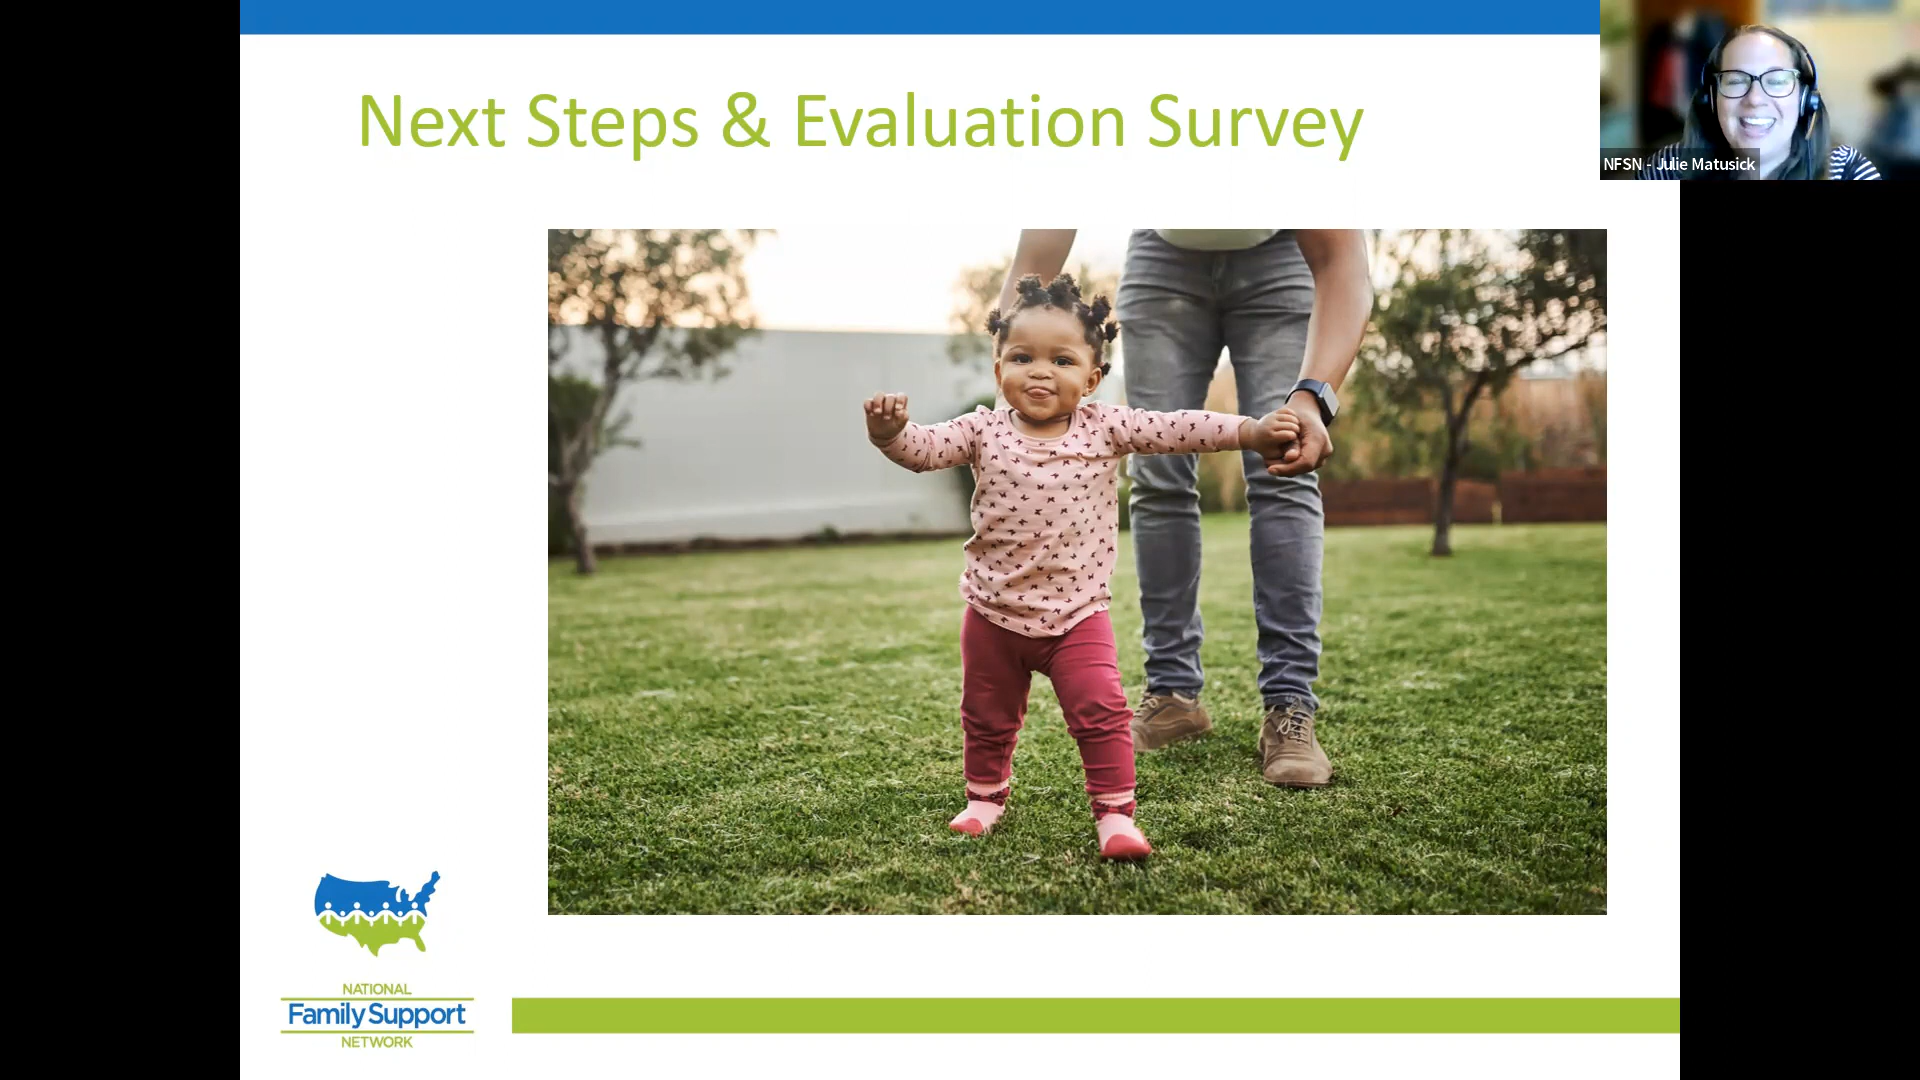 Next Steps & Evaluation Survey
NFSN - Julie Matusick
NATIONAL
Family Support
NETWORK